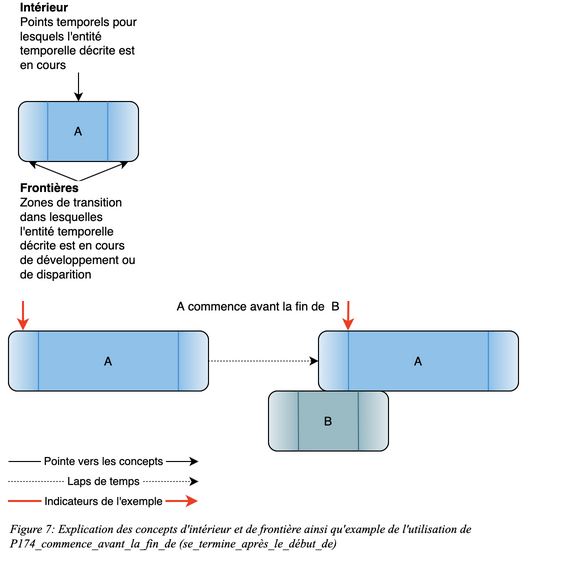 Intérieur
Points temporels pour
lesquels l'entité
temporelle décrite est
en cours
A
Frontières
Zones de transition
dans lesquelles
l'entité temporelle
décrite est en cours
de développement ou
de disparition
A commence avant la fin de B
A
A
B
Pointe vers les concepts
Laps de temps
Indicateurs de l'exemple
Figure 7: Explication des concepts d'intérieur et de frontière ainsi qu'example de l'utilisation de
P174_commence_avant_la_fin_de (se_termine_après_le_début_de)